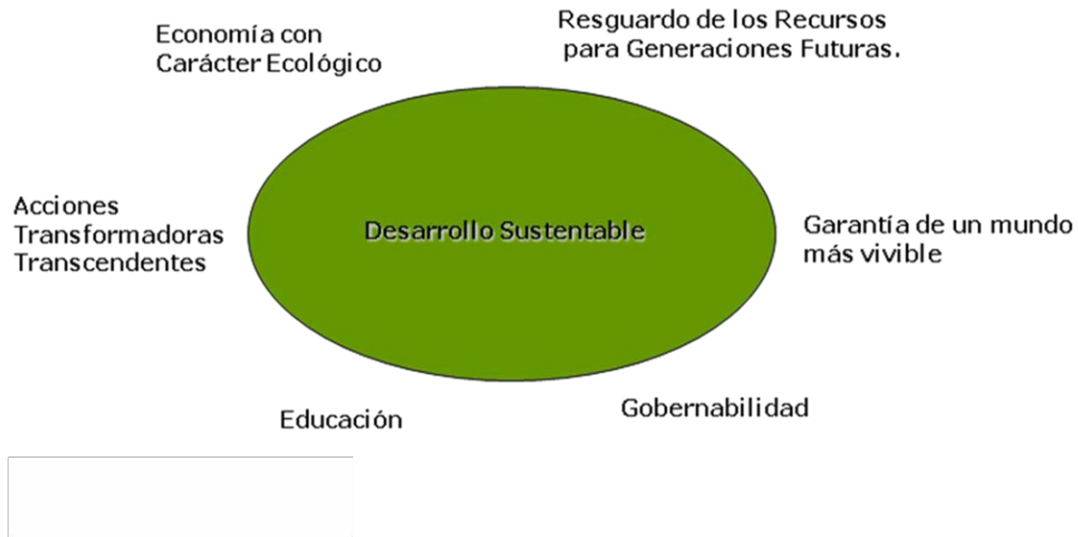 Economía con
Carácter Ecológico
Resguardo de los Recursos
para Generaciones Futuras.
Acciones
Transformadoras
Transcendentes
Desarrollo Sustentable
Garantía de un mundo
más vivible
Educación
Gobernabilidad